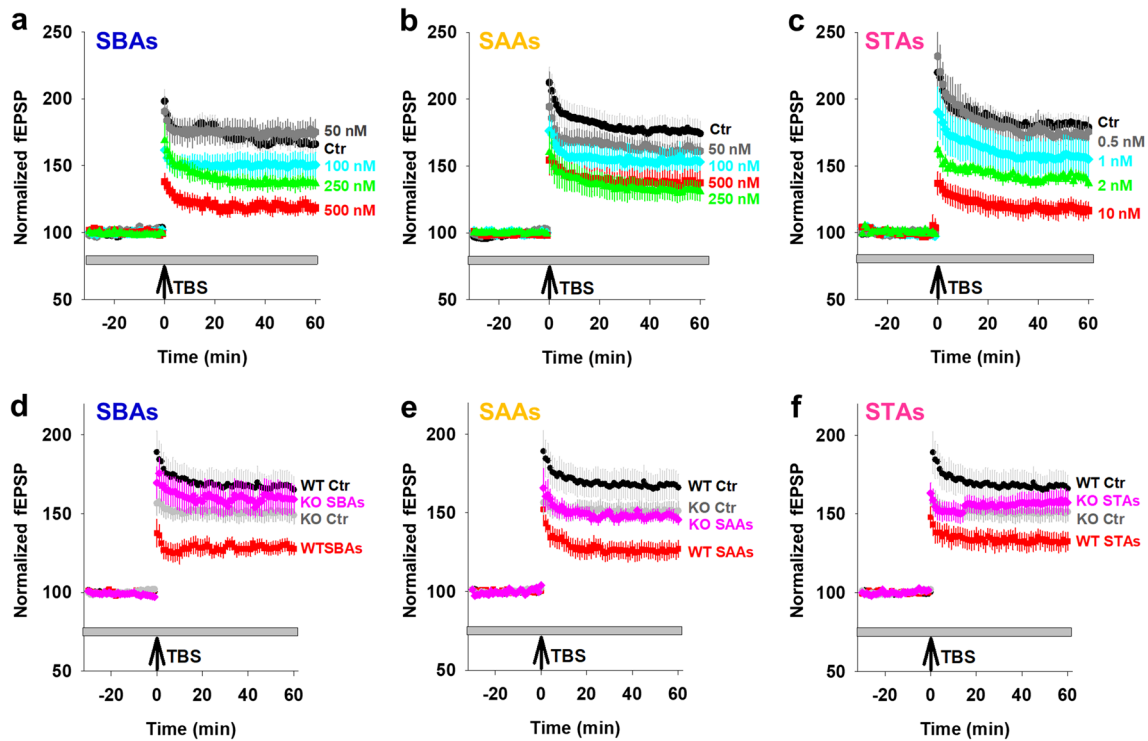 a
SBAs
250
200
150
100
50
Normalized fEPSP
50 nM
Ctr
100 nM
250 nM
500 nM
TBS
-20 0 20 40 60
Time (min)
b
SAAs
250
200
150
100
50
Normalized fEPSP
Ctr
50 nM
100 nM
500 nM
250 nM
TBS
-20 0 20 40 60
Time (min)
c
STAs
250
200
150
100
50
Normalized fEPSP
Ctr
0.5 nM
1 nM
2 nM
10 nM
TBS
-20 0 20 40 60
Time (min)
d
SBAs
200
150
100
50
Normalized fEPSP
WT Ctr
KO SBAs
KO Ctr
WTSBAs
TBS
-20 0 20 40 60
Time (min)
e
SAAs
200
150
100
50
Normalized fEPSP
WT Ctr
KO Ctr
KO SAAs
WT SAAs
TBS
-20 0 20 40 60
Time (min)
f
STAs
200
150
100
50
Normalized fEPSP
WT Ctr
KO STAs
KO Ctr
WT STAs
TBS
-20 0 20 40 60
Time (min)